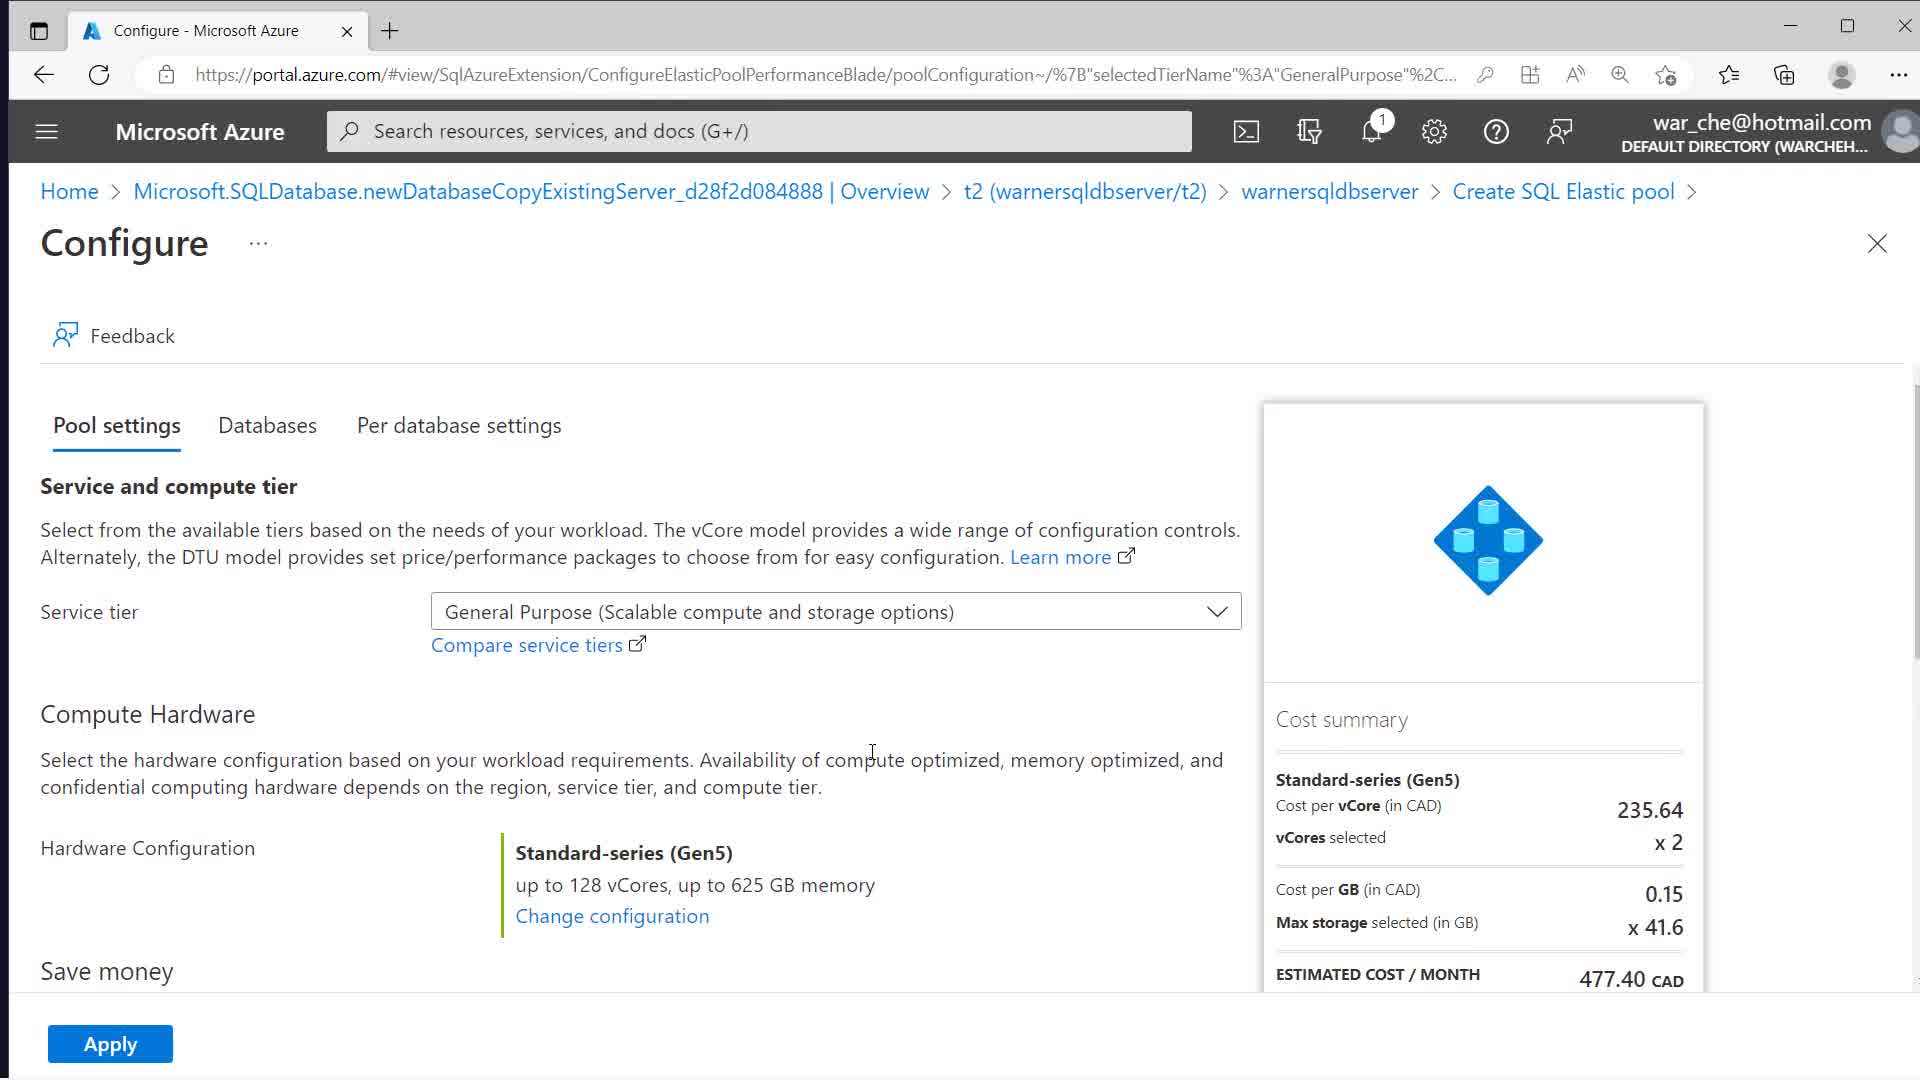 Configure - Microsoft Azure
https://portal.azure.com/#view/SqlAzureExtension/ConfigureElasticPoolPerformanceBlade/poolConfiguration~/%7B"selectedTierName"%3A"GeneralPurpose"%2C...
Microsoft Azure
Search resources, services, and docs (G+/)
1
war_che@hotmail.com
DEFAULT DIRECTORY (WARCHEH...
Home > Microsoft.SQLDatabase.newDatabaseCopyExistingServer_d28f2d084888 | Overview > t2 (warnersqldbserver/t2) > warnersqldbserver > Create SQL Elastic pool >
Configure ...
Feedback
Pool settings Databases Per database settings
Service and compute tier
Select from the available tiers based on the needs of your workload. The vCore model provides a wide range of configuration controls.
Alternately, the DTU model provides set price/performance packages to choose from for easy configuration. Learn more
Service tier
General Purpose (Scalable compute and storage options)
Compare service tiers
Compute Hardware
Select the hardware configuration based on your workload requirements. Availability of compute optimized, memory optimized, and
confidential computing hardware depends on the region, service tier, and compute tier.
Hardware Configuration
Standard-series (Gen5)
up to 128 vCores, up to 625 GB memory
Change configuration
Save money
Cost summary
Standard-series (Gen5)
Cost per vCore (in CAD) 235.64
vCores selected x 2
Cost per GB (in CAD) 0.15
Max storage selected (in GB) x 41.6
ESTIMATED COST / MONTH 477.40 CAD
Apply